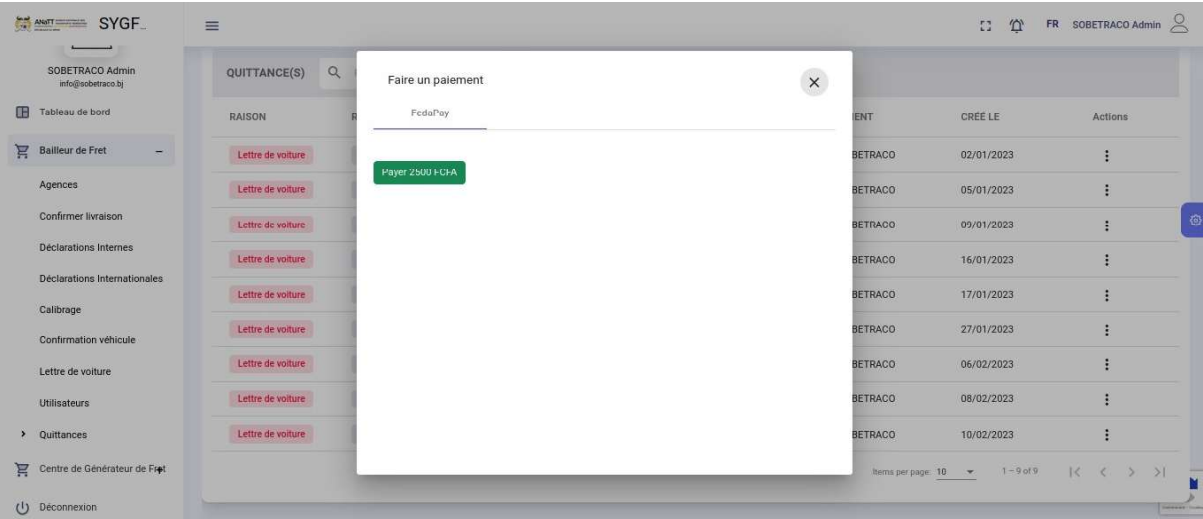 ANaTT
SYGF...
FR
SOBETRACO Admin
SOBETRACO Admin
info@sobetraco.bj
Tableau de bord
Bailleur de Fret
Agences
Confirmer livraison
Déclarations Internes
Déclarations Internationales
Calibrage
Confirmation véhicule
Lettre de voiture
Utilisateurs
Quittances
Centre de Générateur de Fret
Déconnexion
QUITTANCE(S)
Faire un paiement
FedaPay
Payer 2500 FCFA
RAISON
R
IENT
CRÉÉ LE
Actions
Lettre de voiture
BETRACO
02/01/2023
Lettre de voiture
BETRACO
05/01/2023
Lettre de voiture
BETRACO
09/01/2023
Lettre de voiture
BETRACO
16/01/2023
Lettre de voiture
BETRACO
17/01/2023
Lettre de voiture
BETRACO
27/01/2023
Lettre de voiture
BETRACO
06/02/2023
Lettre de voiture
BETRACO
08/02/2023
Lettre de voiture
BETRACO
10/02/2023
Items per page: 10
1 – 9 of 9